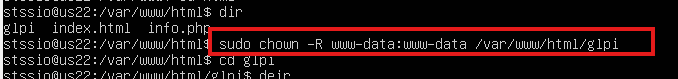 stssio@us22:/var/www/html$ dir
glpi  index.html  info.php
stssio@us22:/var/www/html$ sudo chown -R www-data:www-data /var/www/html/glpi
stssio@us22:/var/www/html$ cd glpi
stssio@us22:/var/www/html/glpi$ deir